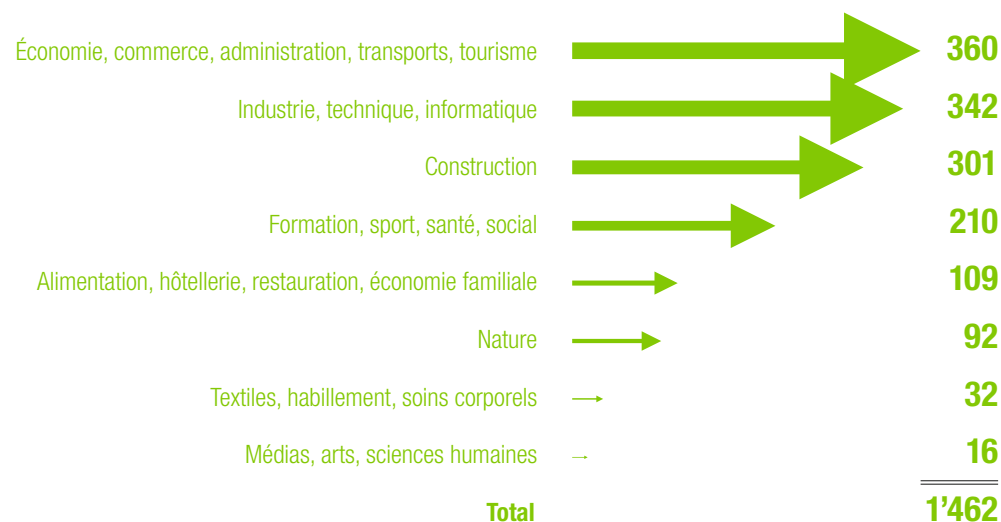 Économie, commerce, administration, transports, tourisme 360
Industrie, technique, informatique 342
Construction 301
Formation, sport, santé, social 210
Alimentation, hôtellerie, restauration, économie familiale 109
Nature 92
Textiles, habillement, soins corporels 32
Médias, arts, sciences humaines 16
Total 1’462